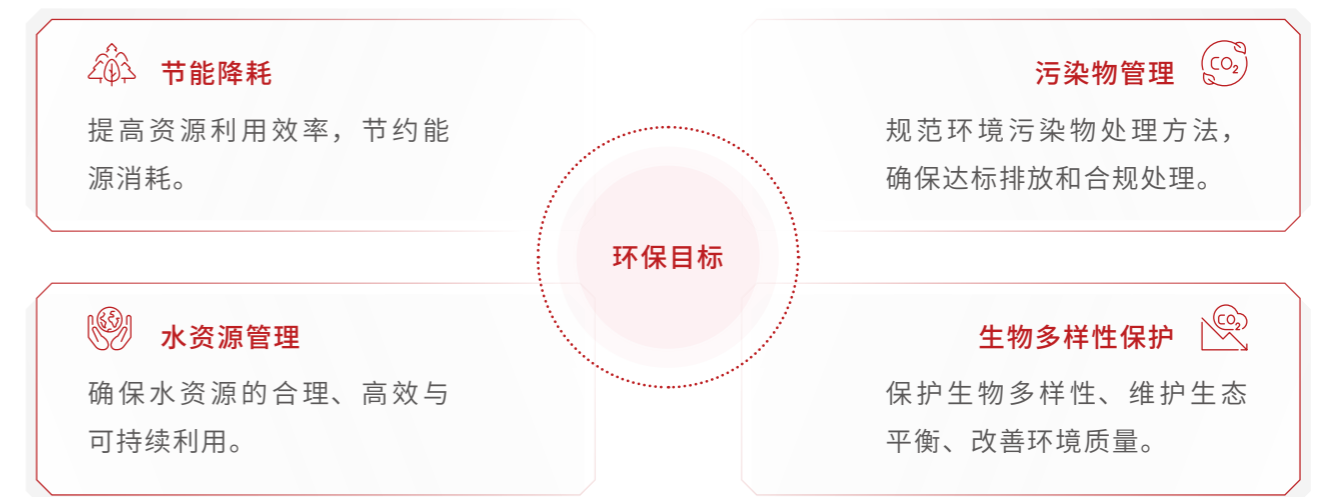 节能降耗
提高资源利用效率，节约能
源消耗。
污染物管理
CO₂
规范环境污染物处理方法，
确保达标排放和合规处理。
环保目标
水资源管理
确保水资源的合理、高效与
可持续利用。
生物多样性保护
CO₂
保护生物多样性、维护生态
平衡、改善环境质量。